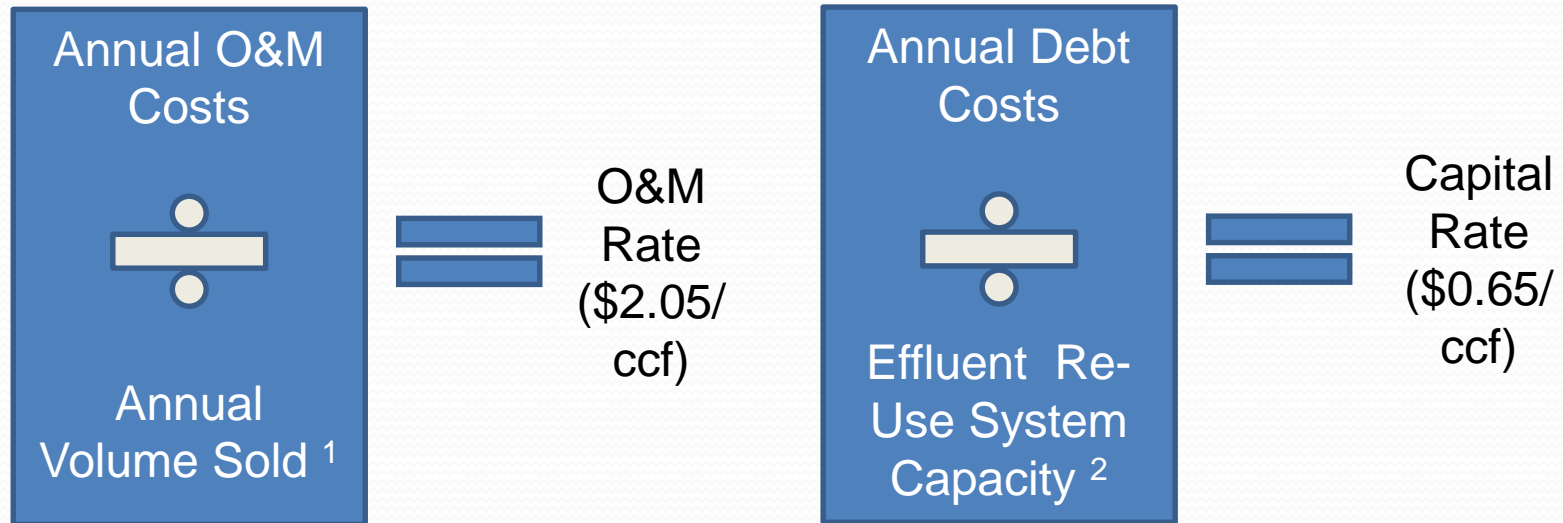 Annual O&M
Costs
Annual
Volume Sold ¹
O&M
Rate
($2.05/
ccf)
Annual Debt
Costs
Effluent Re-
Use System
Capacity ²
Capital
Rate
($0.65/
ccf)